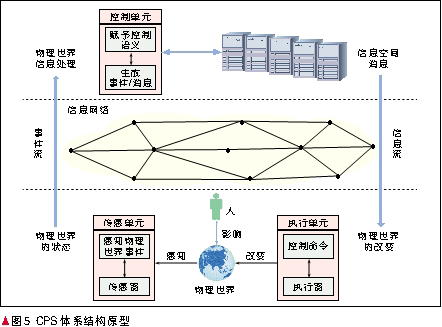 控制单元
赋予控制
语义
生成
事件/消息
物理世界
信息处理
信息空间
消息
信息网络
事件流
信息流
人
影响
物理世界
的状态
传感单元
感知物理
世界事件
传感器
感知
物理世界
改变
执行单元
控制命令
执行器
物理世界
的改变
▲图5 CPS体系结构原型